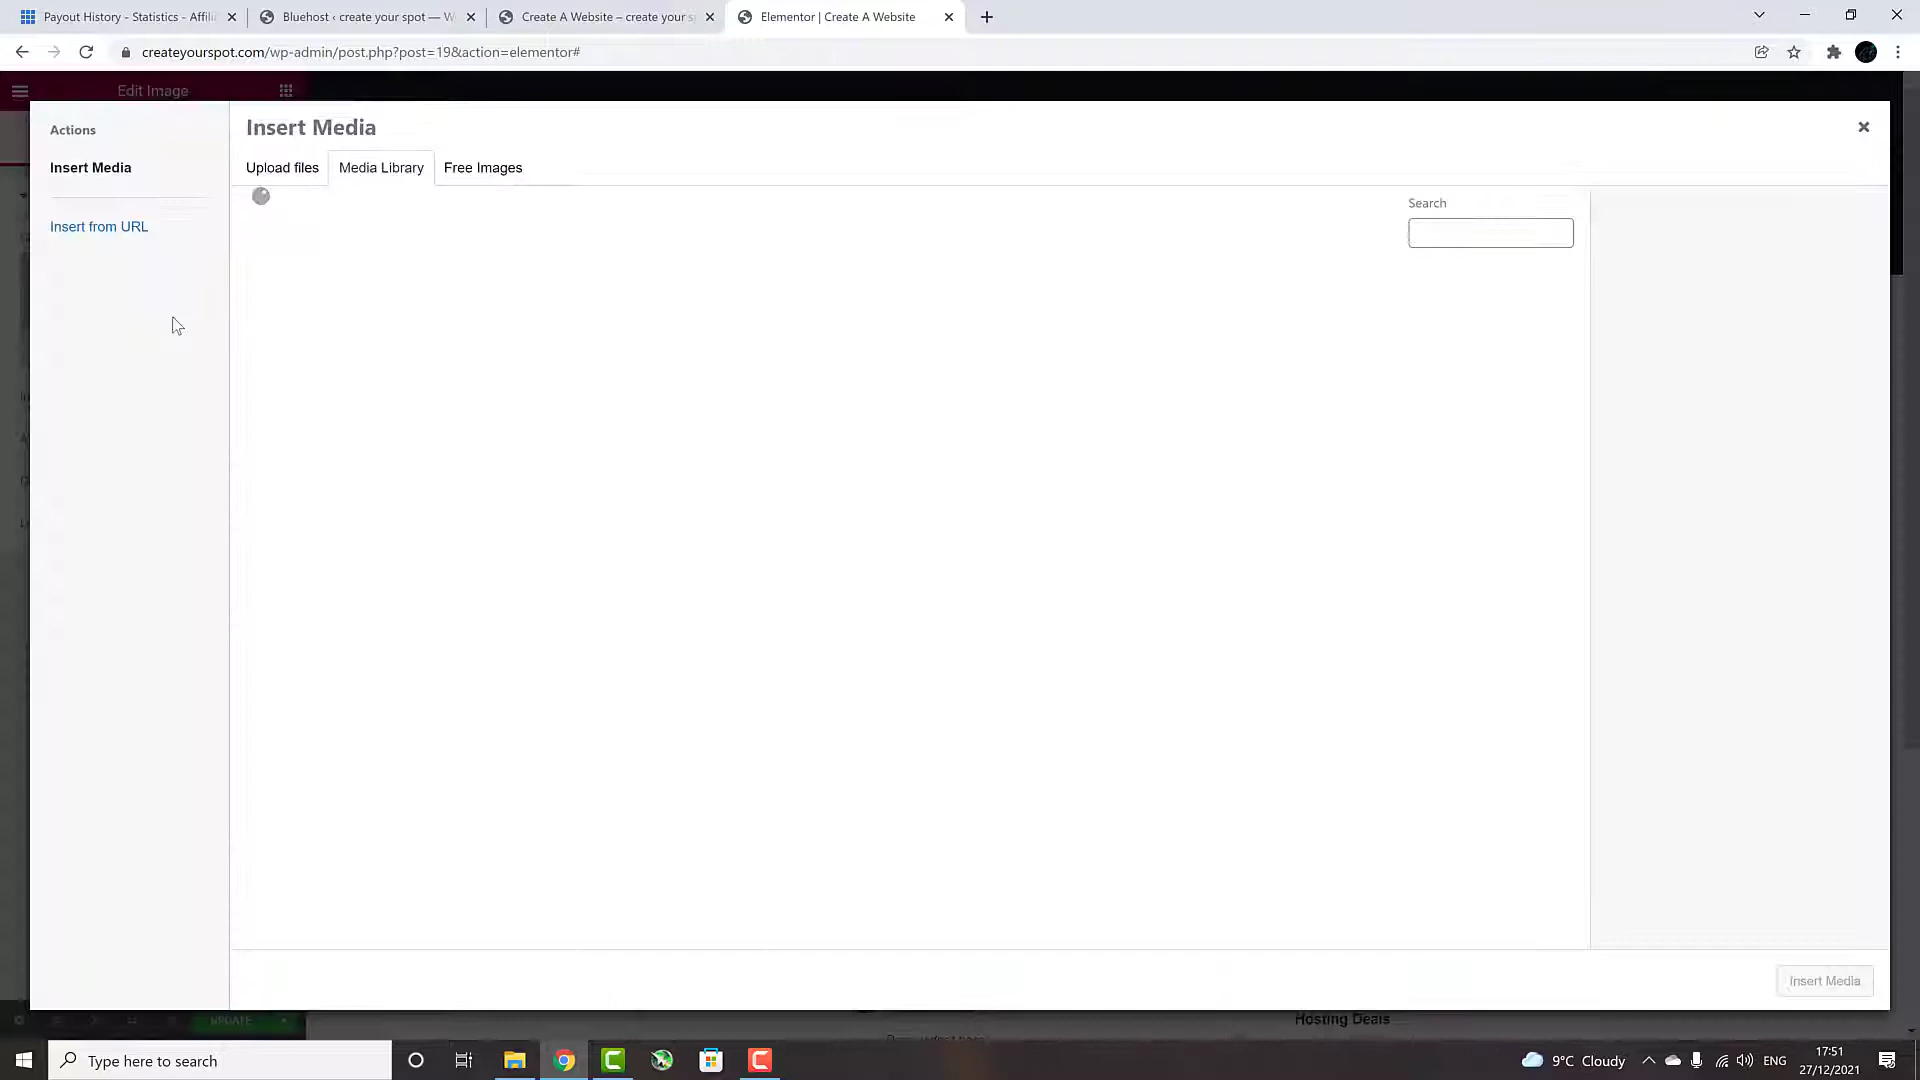 Payout History - Statistics - Affili
Bluehost ‹ create your spot — W
Create A Website – create your s
Elementor | Create A Website
createyourspot.com/wp-admin/post.php?post=19&action=elementor#
Edit Image
Actions
Insert Media
Insert from URL
Insert Media
Upload files
Media Library
Free Images
Search
Insert Media
UPDATE
Hosting Deals
Type here to search
9°C Cloudy
ENG
17:51
27/12/2021